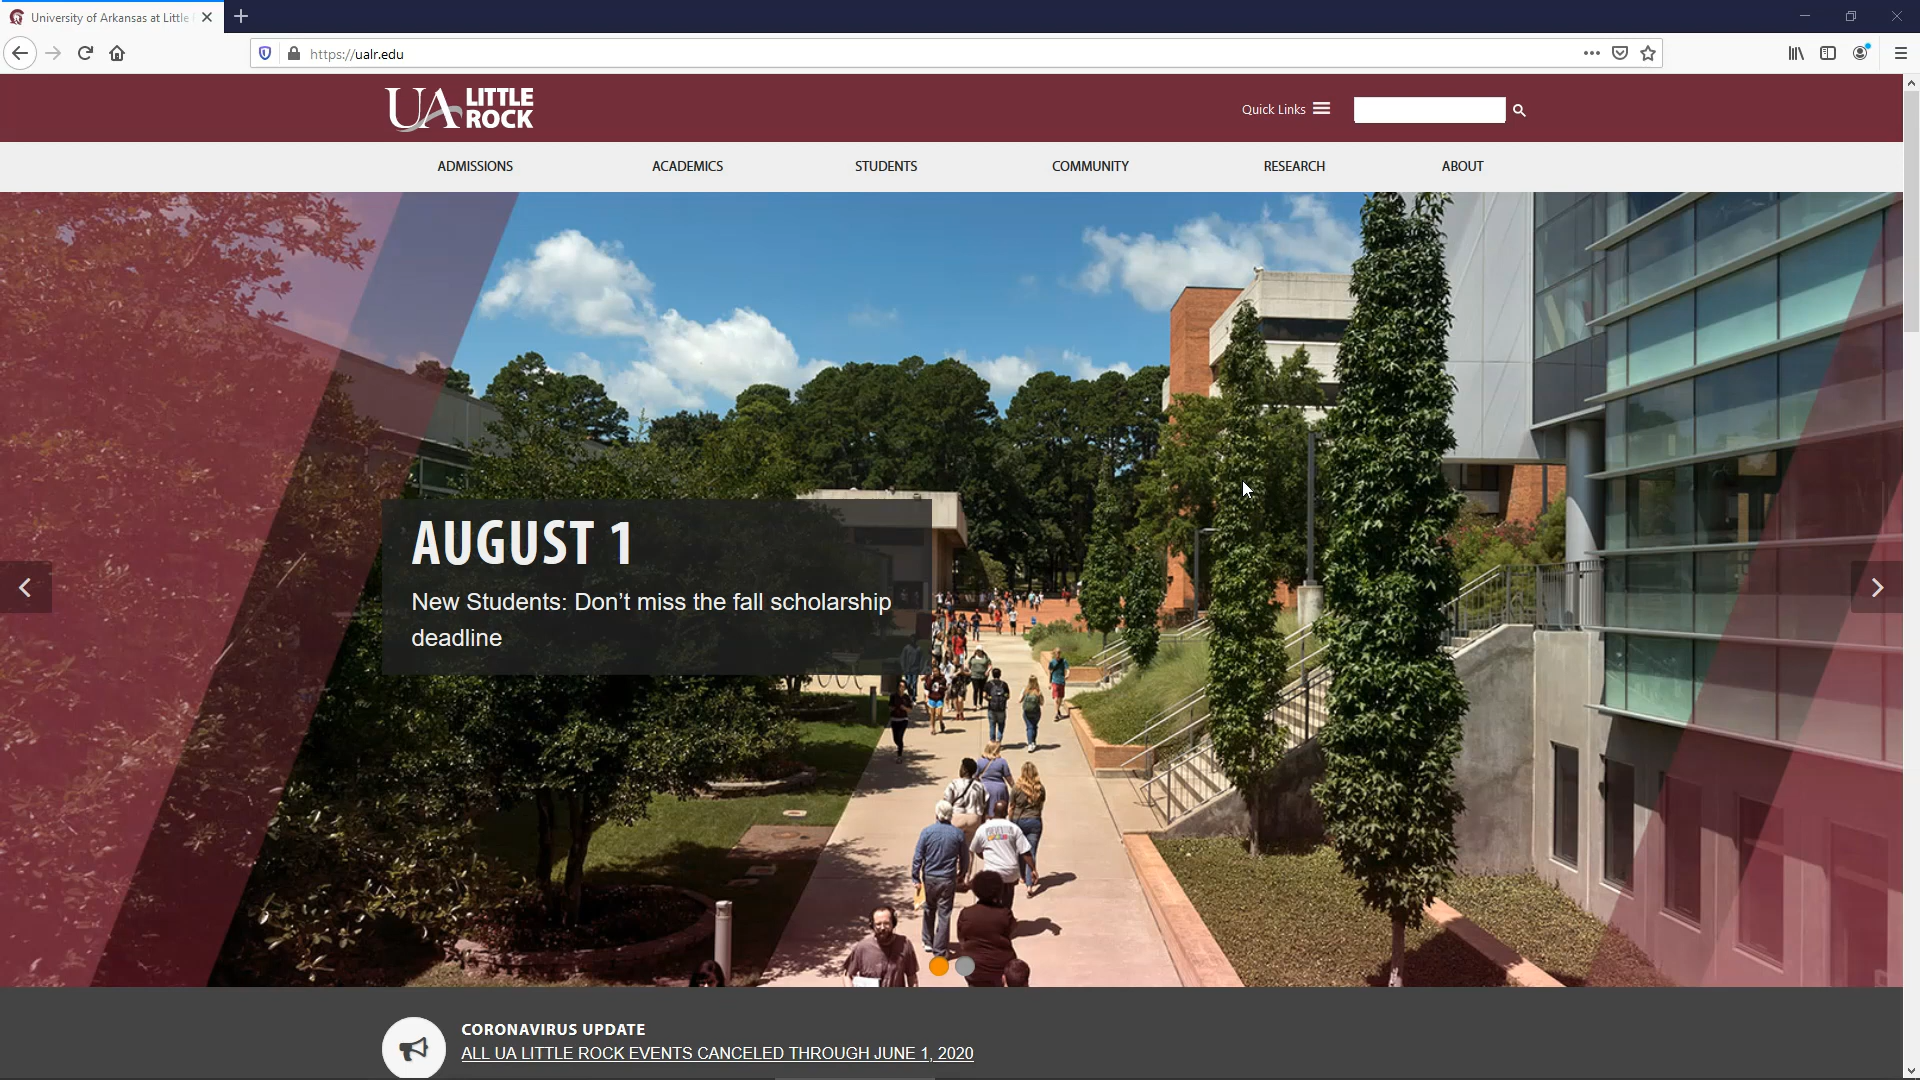 University of Arkansas at Little
https://ualr.edu
UA LITTLE ROCK
Quick Links
ADMISSIONS
ACADEMICS
STUDENTS
COMMUNITY
RESEARCH
ABOUT
AUGUST 1
New Students: Don’t miss the fall scholarship
deadline
CORONAVIRUS UPDATE
ALL UA LITTLE ROCK EVENTS CANCELED THROUGH JUNE 1, 2020